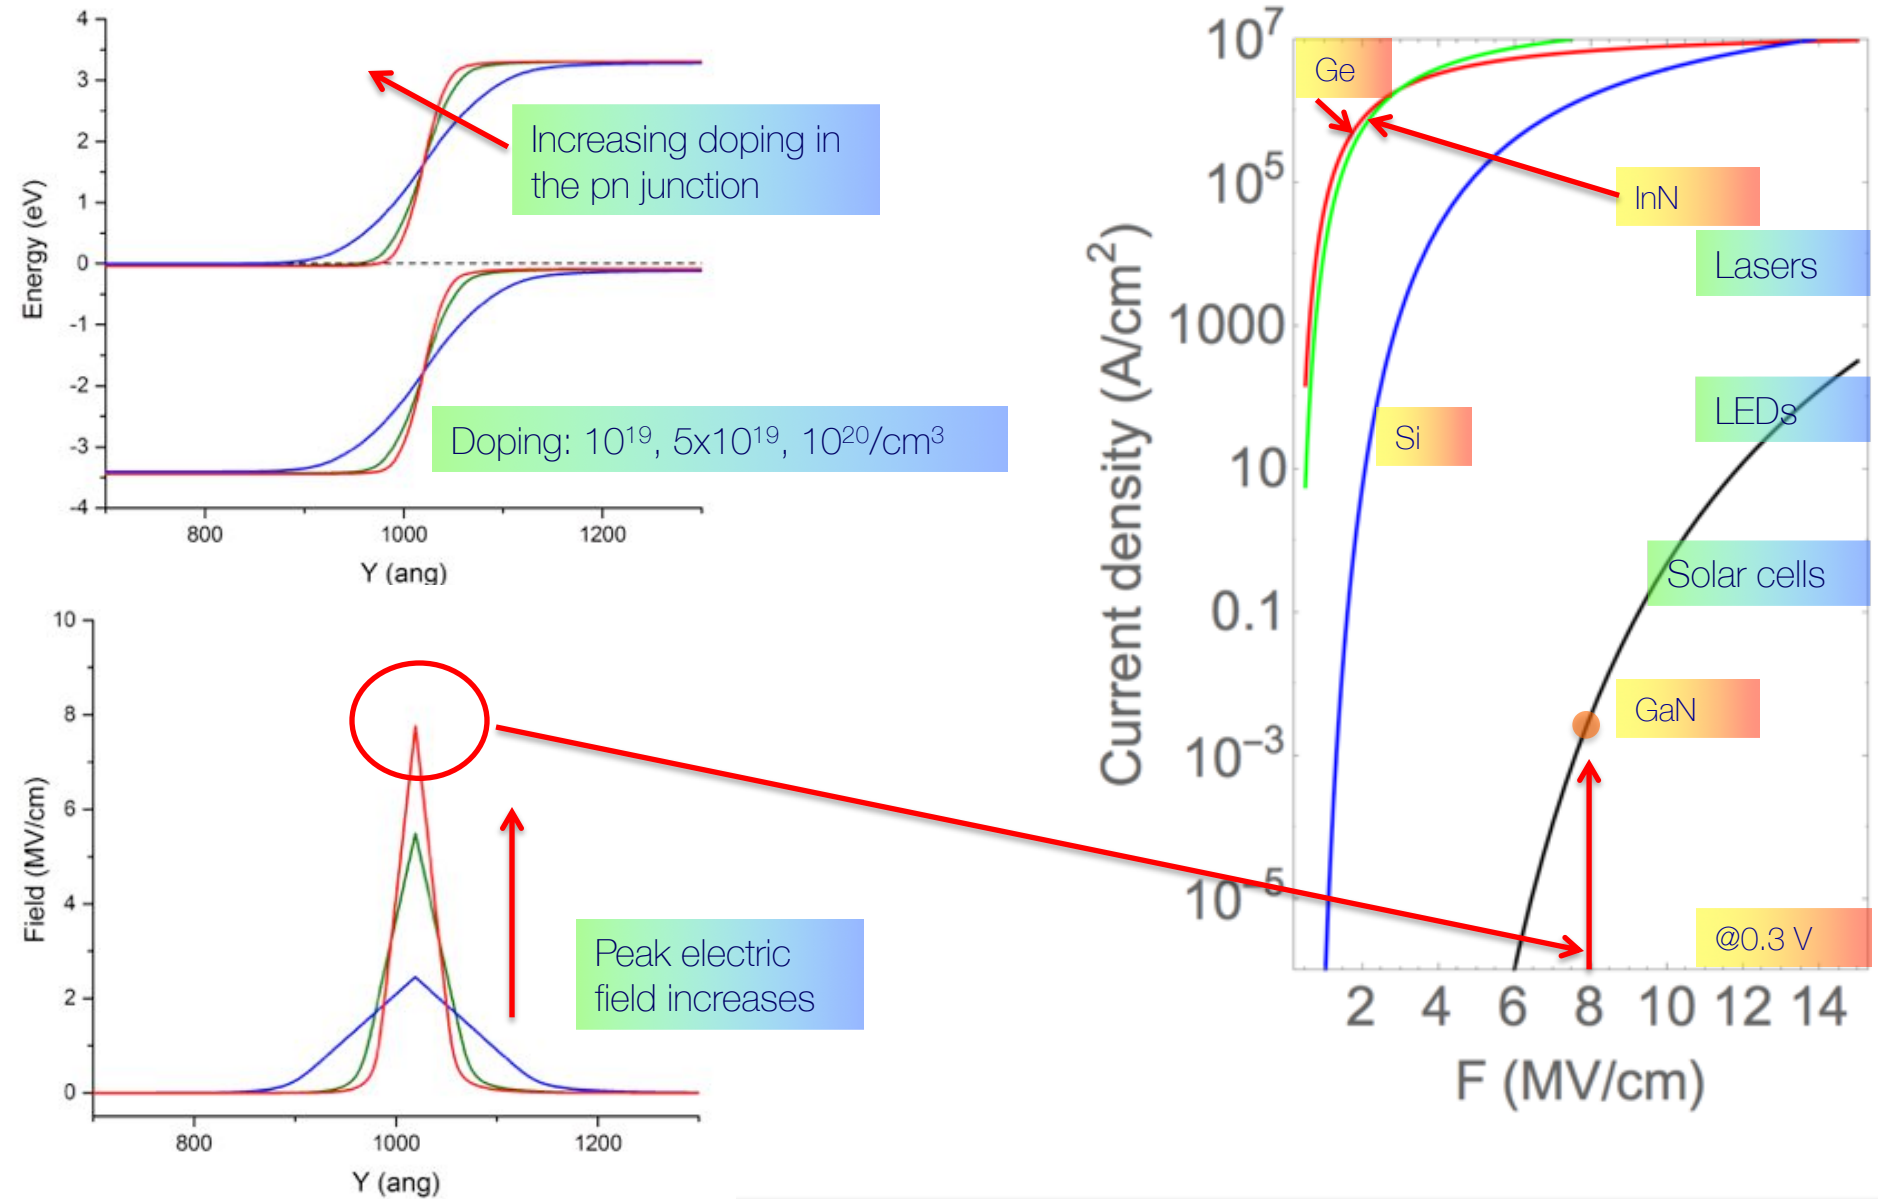 4
3
2
1
0
-1
-2
-3
-4
Energy (eV)
800
1000
1200
Y (ang)
Increasing doping in
the pn junction
Doping: 10¹⁹, 5x10¹⁹, 10²⁰/cm³
10
8
6
4
2
0
Field (MV/cm)
800
1000
1200
Y (ang)
Peak electric
field increases
10⁷
10⁵
1000
10
0.1
10⁻³
10⁻⁵
Current density (A/cm²)
Ge
InN
Lasers
LEDs
Si
Solar cells
GaN
@0.3 V
2 4 6 8 10 12 14
F (MV/cm)